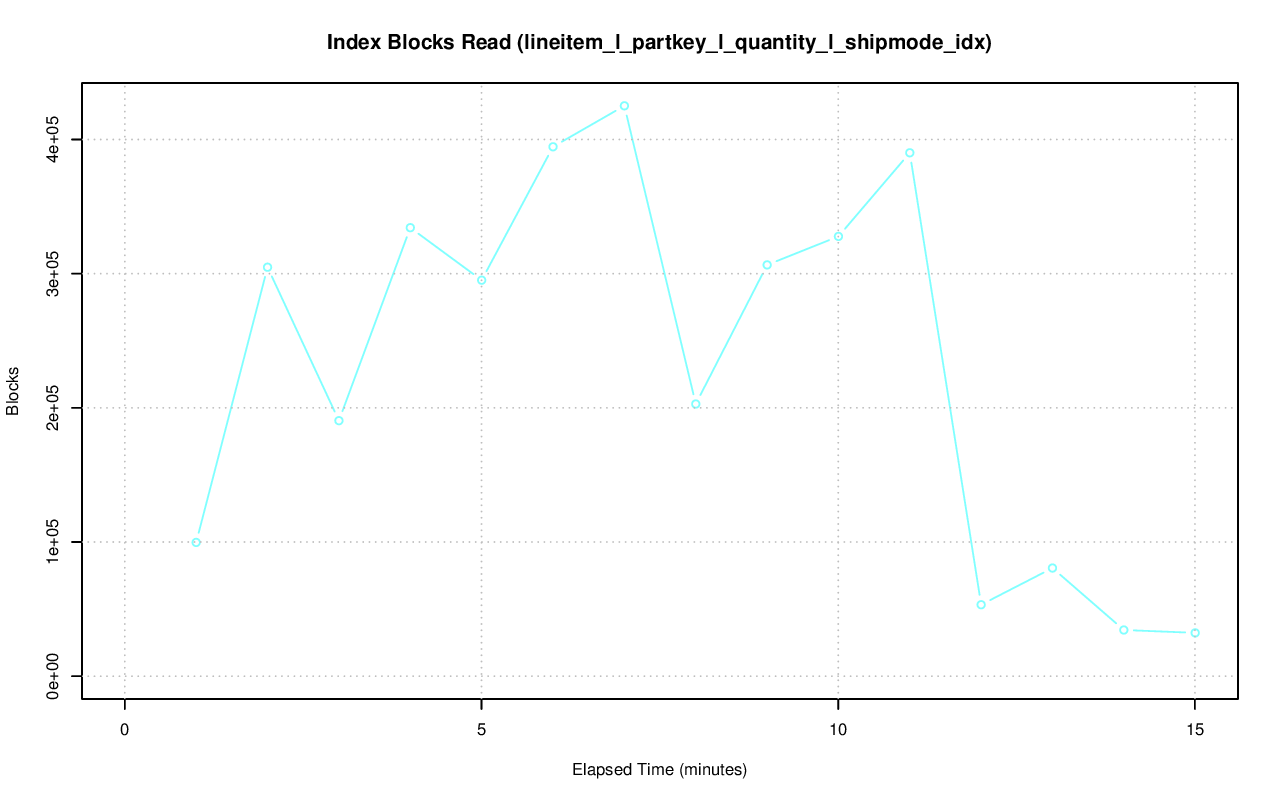 Index Blocks Read (lineitem_l_partkey_l_quantity_l_shipmode_idx)
Blocks
4e+05
3e+05
2e+05
1e+05
0e+00
0 5 10 15
Elapsed Time (minutes)